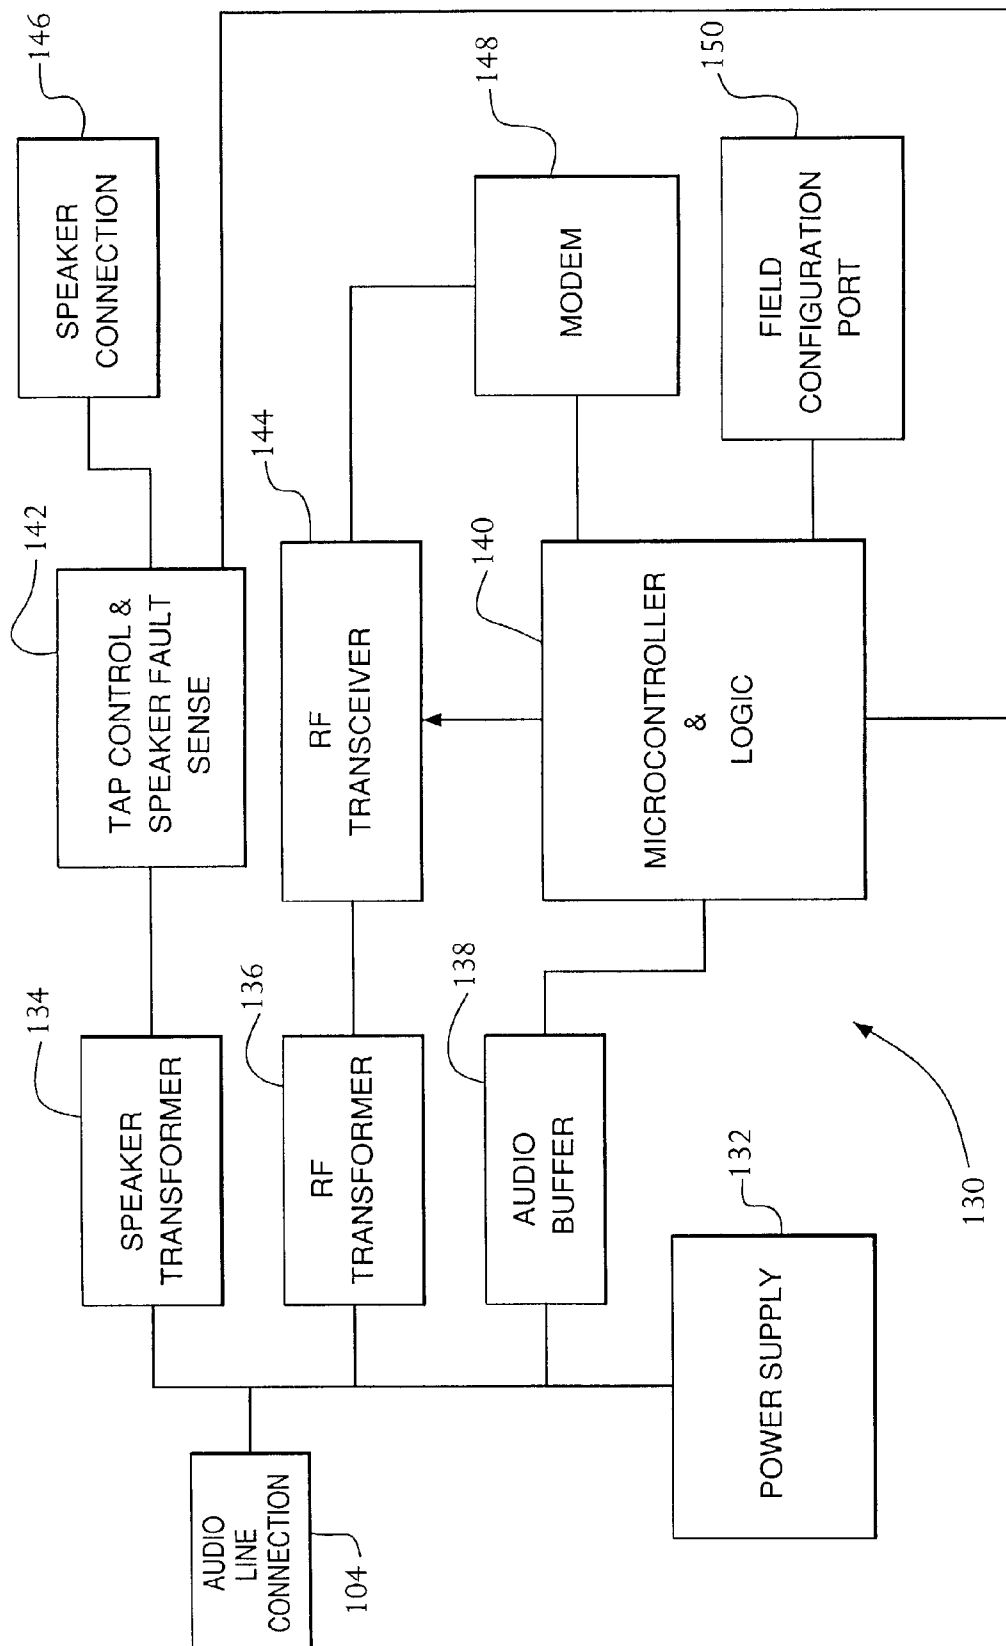 146
SPEAKER
CONNECTION
142
TAP CONTROL &
SPEAKER FAULT
SENSE
134
SPEAKER
TRANSFORMER
148
MODEM
144
RF
TRANSCEIVER
136
RF
TRANSFORMER
AUDIO
LINE
CONNECTION
104
150
FIELD
CONFIGURATION
PORT
140
MICROCONTROLLER
&
LOGIC
138
AUDIO
BUFFER
132
POWER SUPPLY
130